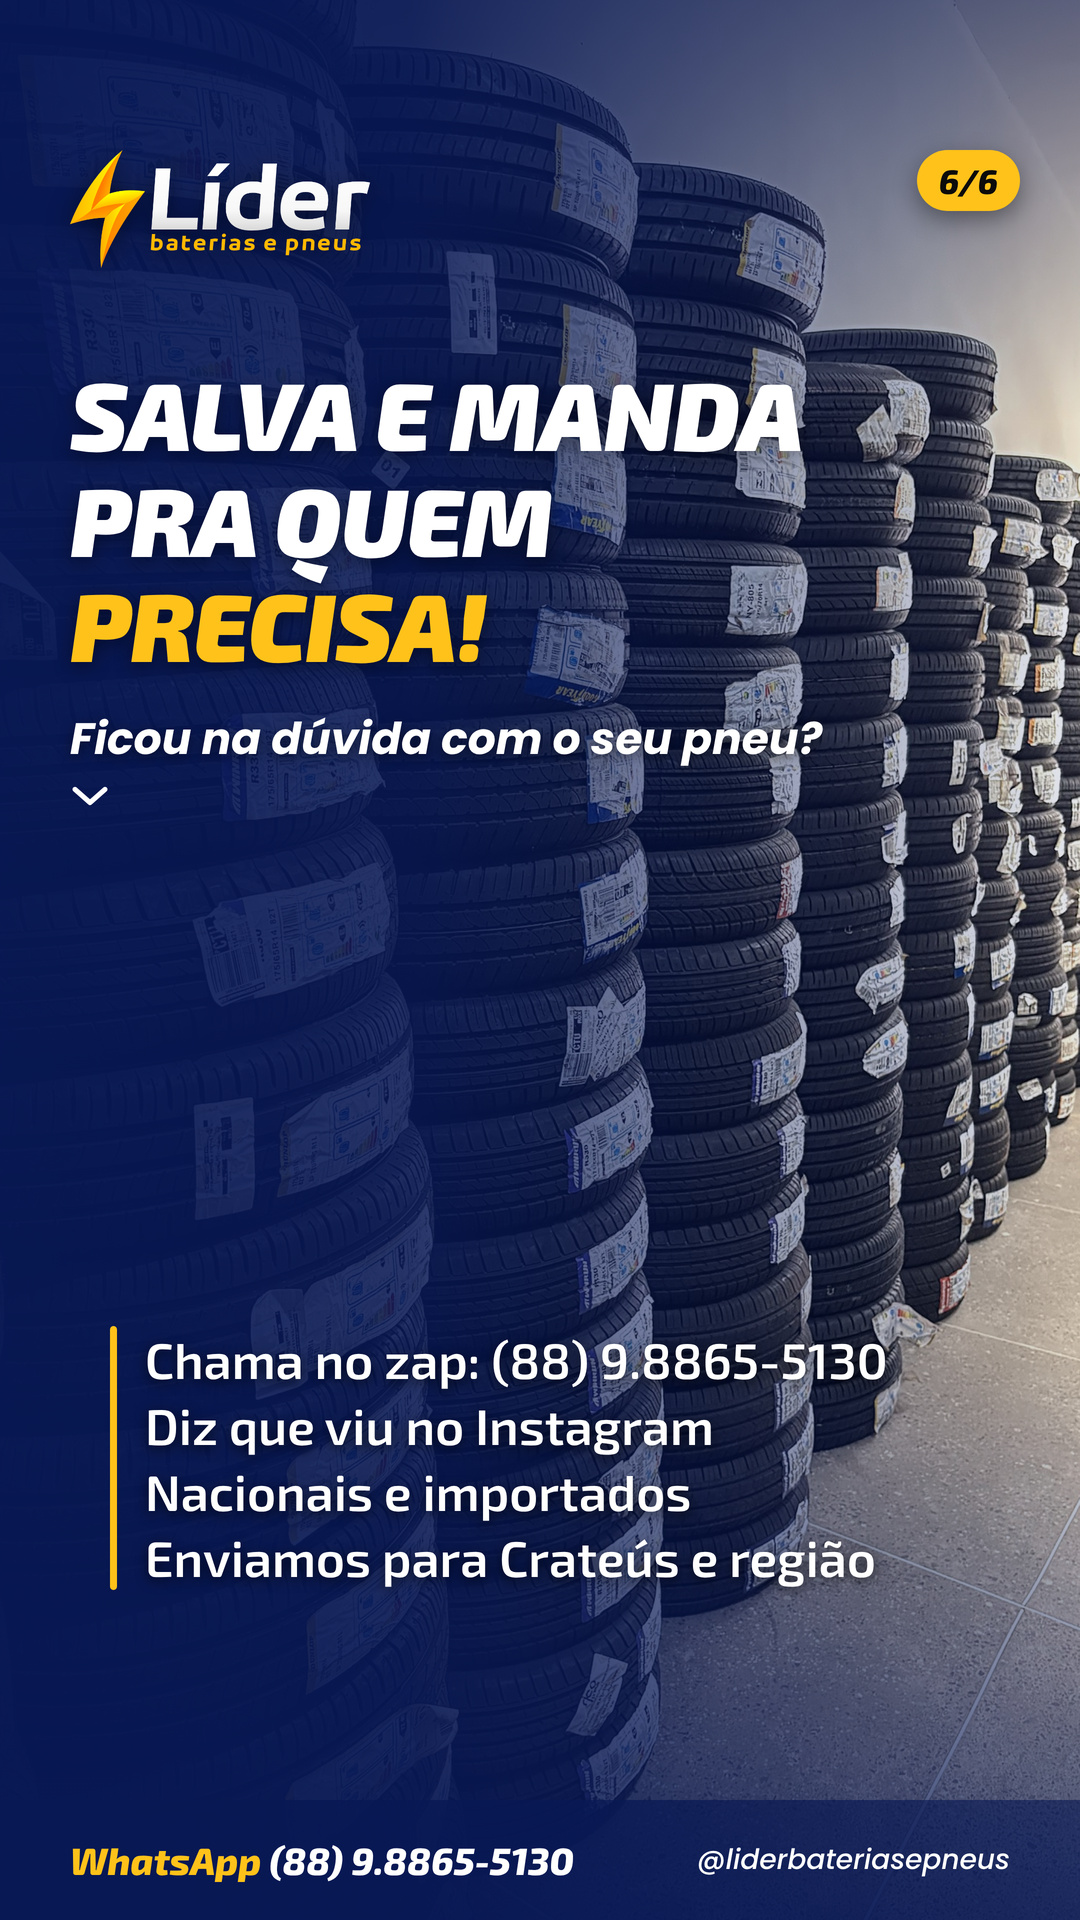 Líder
baterias e pneus
6/6
SALVA E MANDA
PRA QUEM
PRECISA!
Ficou na dúvida com o seu pneu?
Chama no zap: (88) 9.8865-5130
Diz que viu no Instagram
Nacionais e importados
Enviamos para Crateús e região
WhatsApp (88) 9.8865-5130
@liderbateriasepneus